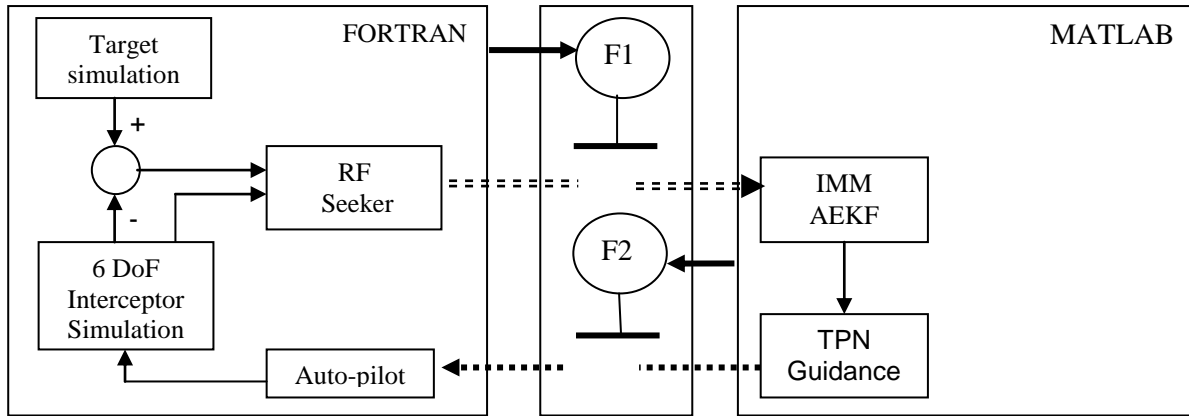 FORTRAN
Target
simulation
+
-
RF
Seeker
6 DoF
Interceptor
Simulation
Auto-pilot
F1
F2
MATLAB
IMM
AEKF
TPN
Guidance